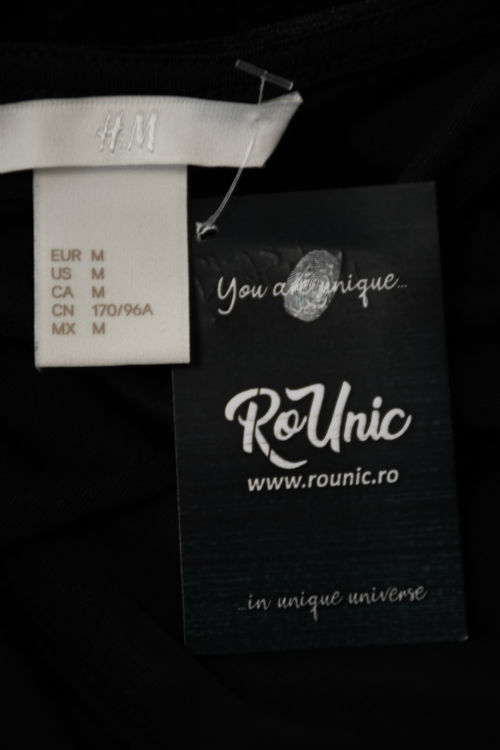 H&M
EUR M
US M
CA M
CN 170/96A
MX M
You are unique...
RoUnic
www.rounic.ro
...in unique universe